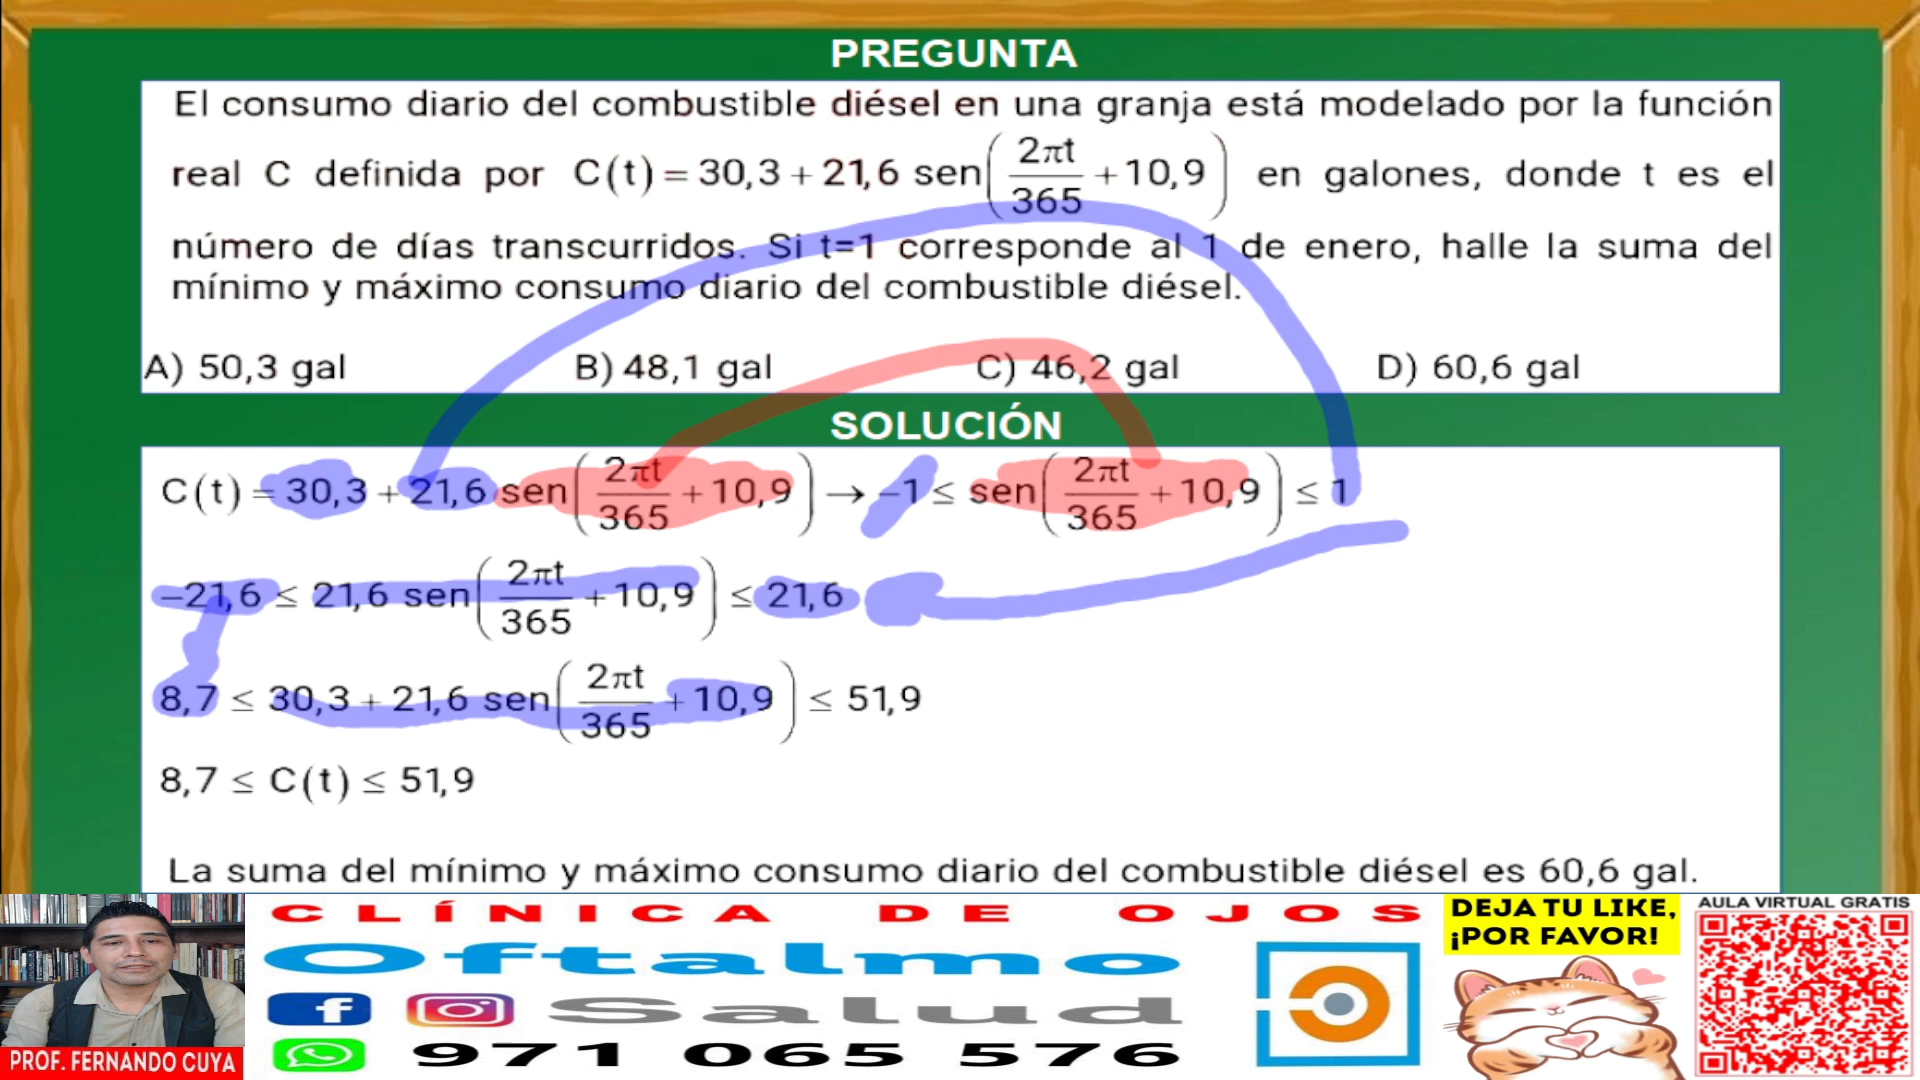 PREGUNTA
El consumo diario del combustible diésel en una granja está modelado por la función
real C definida por C(t) = 30,3 + 21,6 sen(2πt/365 + 10,9) en galones, donde t es el
número de días transcurridos. Si t=1 corresponde al 1 de enero, halle la suma del
mínimo y máximo consumo diario del combustible diésel.
A) 50,3 gal B) 48,1 gal C) 46,2 gal D) 60,6 gal
SOLUCIÓN
C(t) = 30,3 + 21,6 sen(2πt/365 + 10,9) → −1 ≤ sen(2πt/365 + 10,9) ≤ 1
−21,6 ≤ 21,6 sen(2πt/365 + 10,9) ≤ 21,6
8,7 ≤ 30,3 + 21,6 sen(2πt/365 + 10,9) ≤ 51,9
8,7 ≤ C(t) ≤ 51,9
La suma del mínimo y máximo consumo diario del combustible diésel es 60,6 gal.
PROF. FERNANDO CUYA
CLÍNICA DE OJOS
Oftalmo
Salud
971 065 576
DEJA TU LIKE,
¡POR FAVOR!
AULA VIRTUAL GRATIS